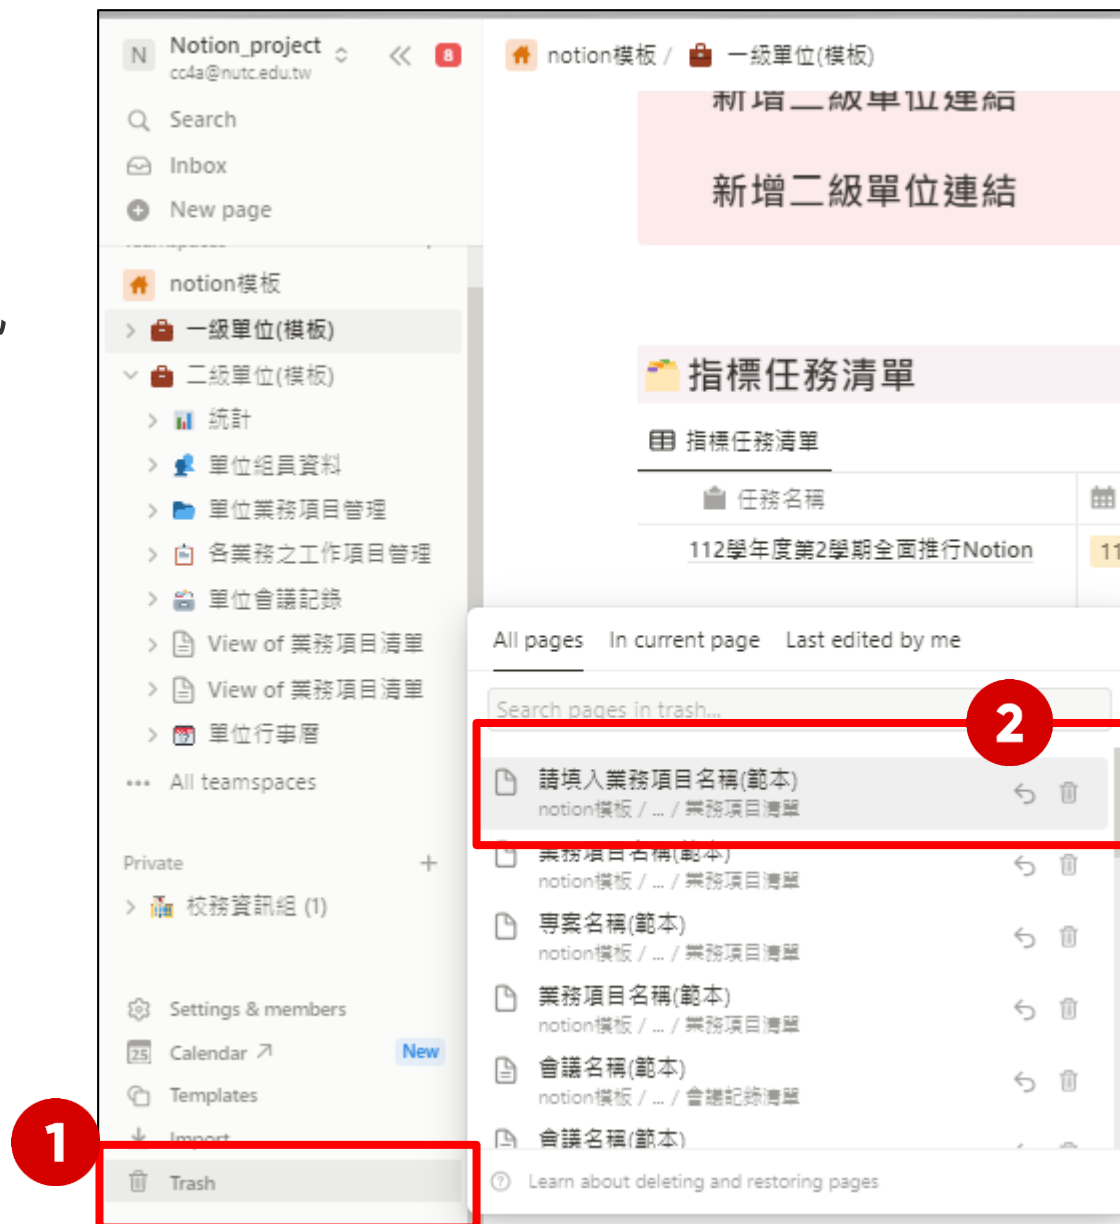 N Notion_project
cc4a@nutc.edu.tw
8
Search
Inbox
New page
notion模板
一級單位(模板)
二級單位(模板)
統計
單位組員資料
單位業務項目管理
各業務之工作項目管理
單位會議記錄
View of 業務項目清單
View of 業務項目清單
單位行事曆
All teamspaces
Private
校務資訊組 (1)
Settings & members
25 Calendar New
Templates
Import
1
Trash
notion模板 / 一級單位(模板)
新增二級單位連結
新增二級單位連結
指標任務清單
指標任務清單
任務名稱
112學年度第2學期全面推行Notion
11
All pages In current page Last edited by me
Search pages in trash...
2
請填入業務項目名稱(範本)
notion模板 / ... / 業務項目清單
業務項目名稱(範本)
notion模板 / ... / 業務項目清單
專案名稱(範本)
notion模板 / ... / 業務項目清單
業務項目名稱(範本)
notion模板 / ... / 業務項目清單
會議名稱(範本)
notion模板 / ... / 會議記錄清單
會議名稱(範本)
Learn about deleting and restoring pages